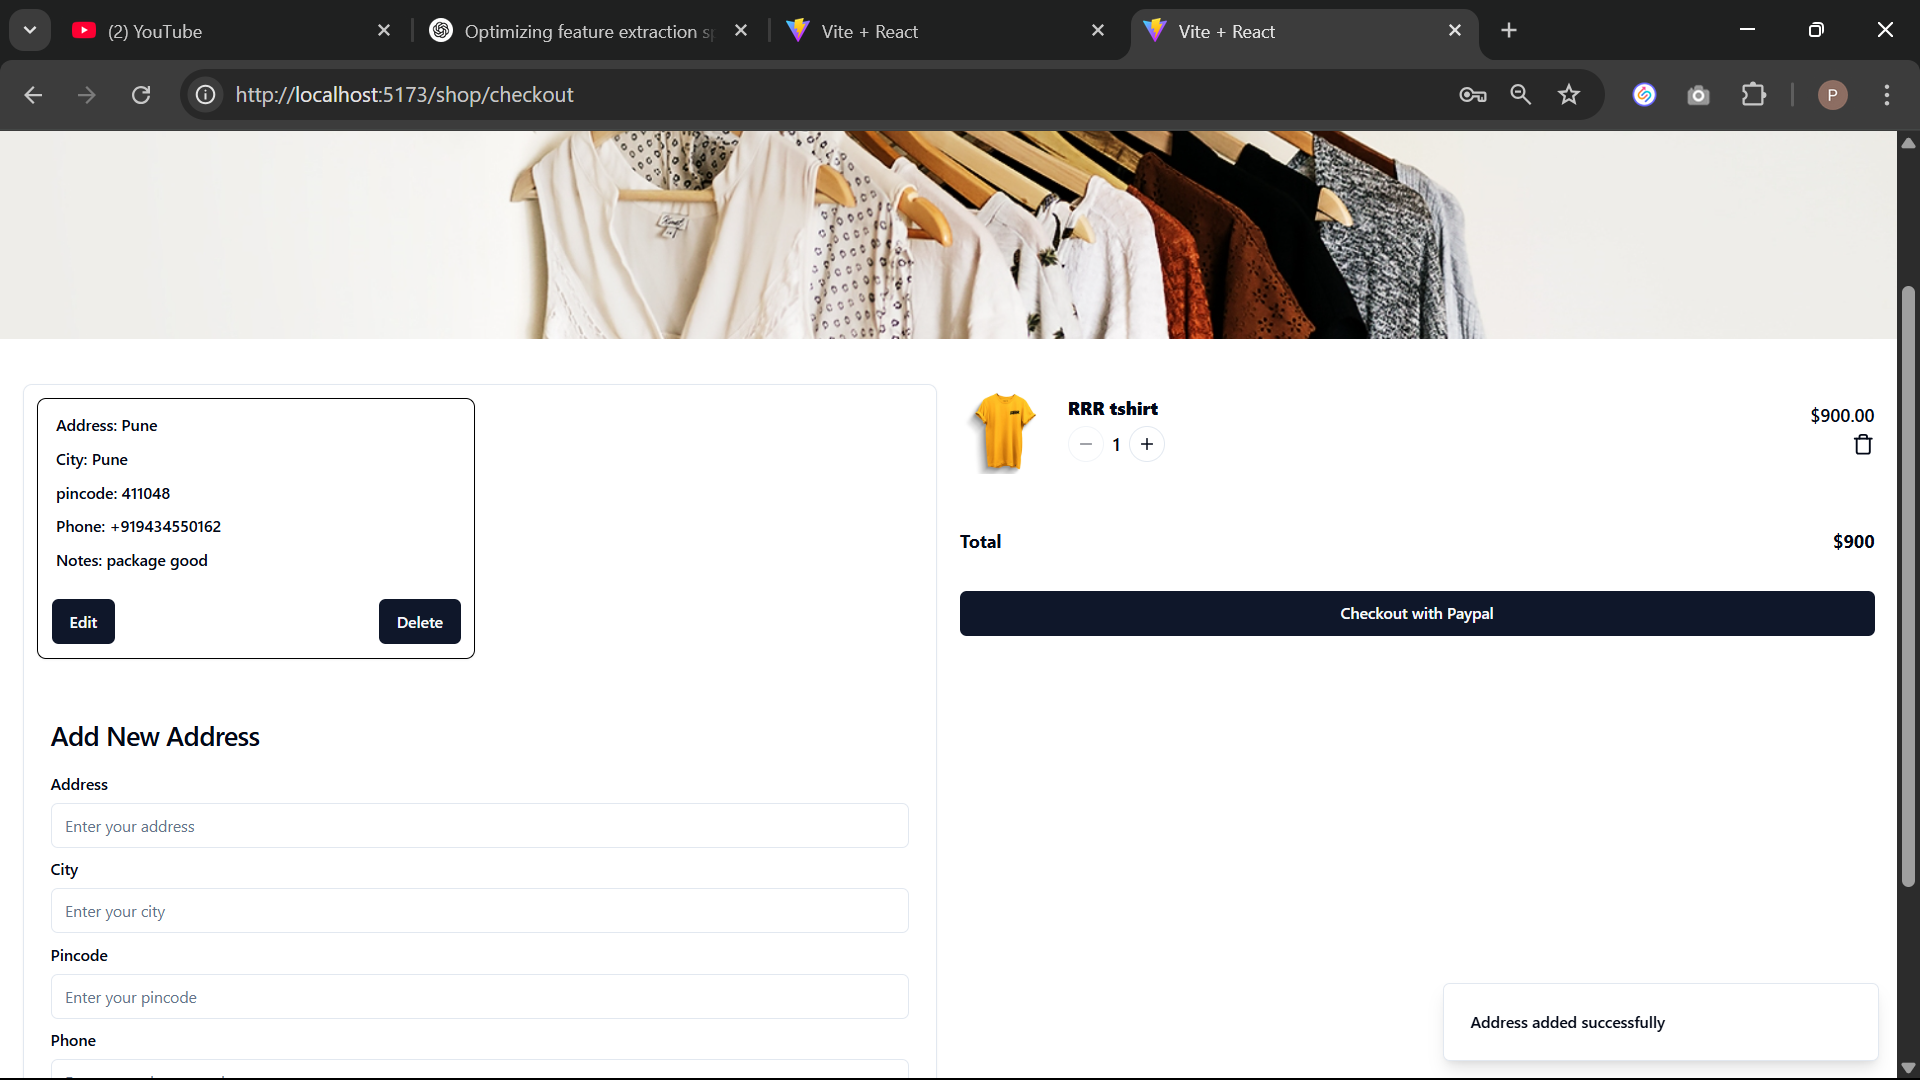 (2) YouTube
Optimizing feature extraction sp
Vite + React
Vite + React
http://localhost:5173/shop/checkout
P
Address: Pune
City: Pune
pincode: 411048
Phone: +919434550162
Notes: package good
Edit
Delete
RRR tshirt
1
$900.00
Total
$900
Checkout with Paypal
Add New Address
Address
Enter your address
City
Enter your city
Pincode
Enter your pincode
Phone
Address added successfully